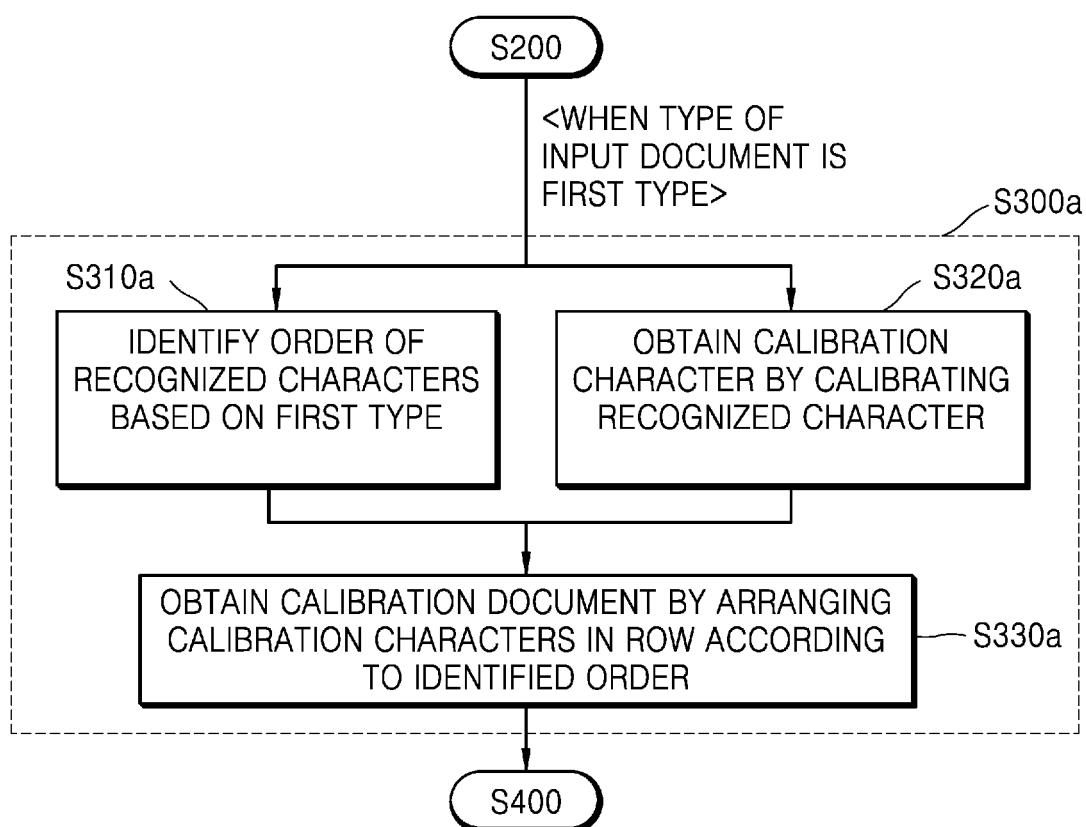 S200
<WHEN TYPE OF
INPUT DOCUMENT IS
FIRST TYPE>
S300a
S310a
S320a
IDENTIFY ORDER OF
RECOGNIZED CHARACTERS
BASED ON FIRST TYPE
OBTAIN CALIBRATION
CHARACTER BY CALIBRATING
RECOGNIZED CHARACTER
OBTAIN CALIBRATION DOCUMENT BY ARRANGING
CALIBRATION CHARACTERS IN ROW ACCORDING
TO IDENTIFIED ORDER
S330a
S400